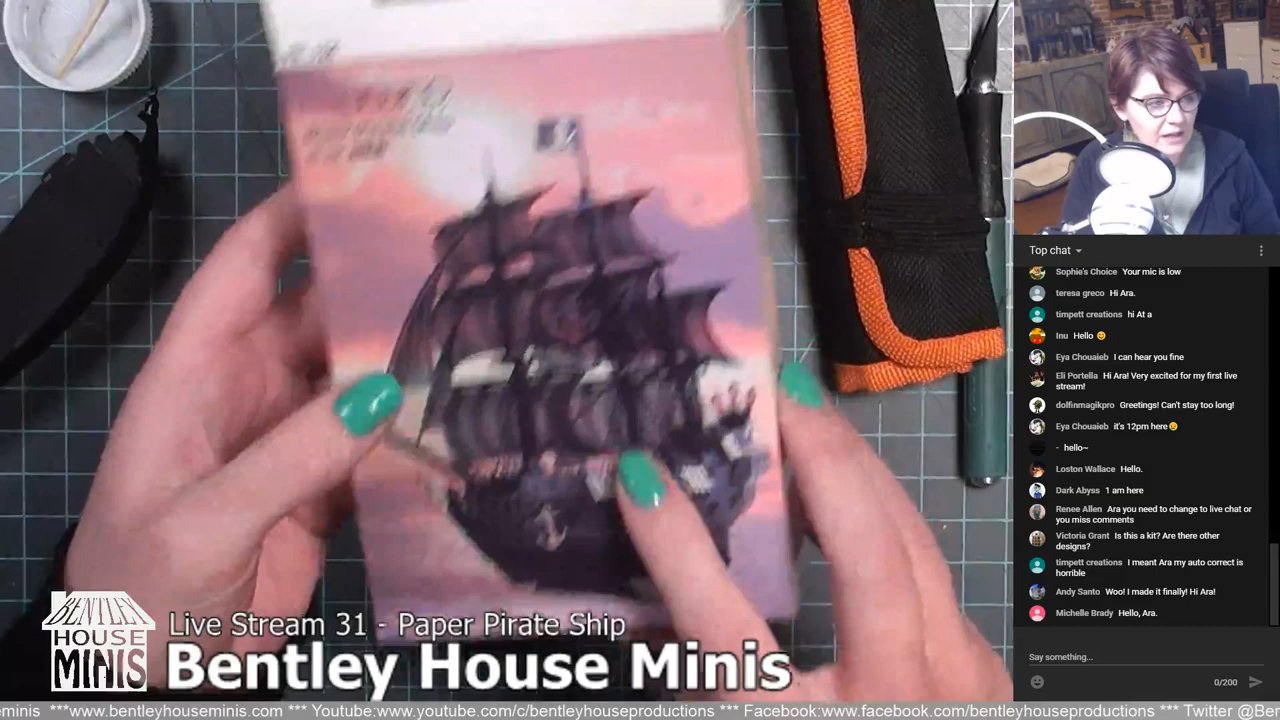 Top chat
Sophie's Choice Your mic is low
teresa greco Hi Ara.
timpett creations hi At a
Inu Hello
Eya Chouaieb I can hear you fine
Eli Portella Hi Ara! Very excited for my first live
stream!
dolfinmagikpro Greetings! Can't stay too long!
Eya Chouaieb it's 12pm here
- hello~
Loston Wallace Hello.
Dark Abyss 1 am here
Renee Allen Ara you need to change to live chat or
you miss comments
Victoria Grant Is this a kit? Are there other
designs?
timpett creations I meant Ara my auto correct is
horrible
Andy Santo Woo! I made it finally! Hi Ara!
Michelle Brady Hello, Ara.
Say something...
0/200
BENTLEY
HOUSE
MINIS
Live Stream 31 - Paper Pirate Ship
Bentley House Minis
eminis ***www.bentleyhouseminis.com *** Youtube:www.youtube.com/c/bentleyhouseproductions *** Facebook:www.facebook.com/bentleyhouseproductions *** Twitter @Ber